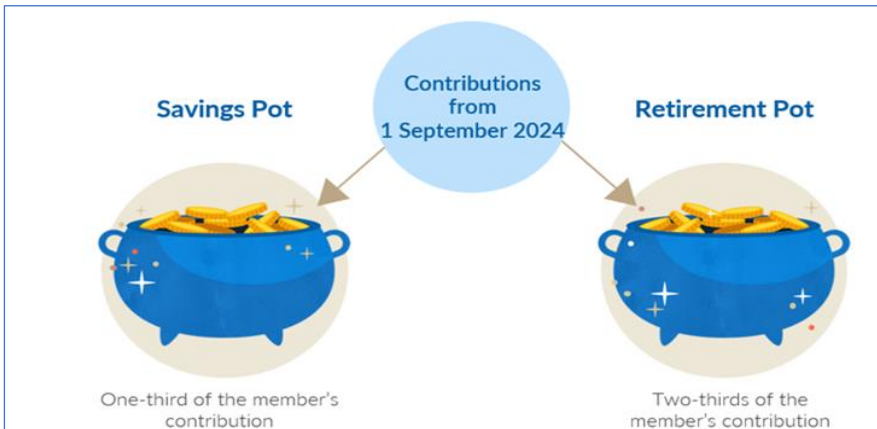 Contributions
from
1 September 2024
Savings Pot
Retirement Pot
One-third of the member's
contribution
Two-thirds of the
member's contribution